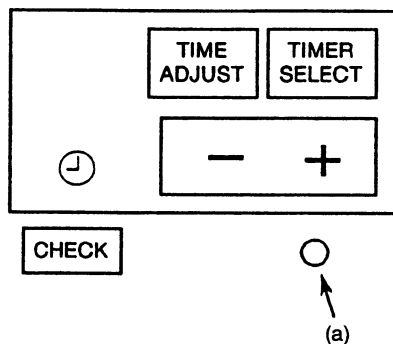 TIME
ADJUST
TIMER
SELECT
− +
CHECK
(a)